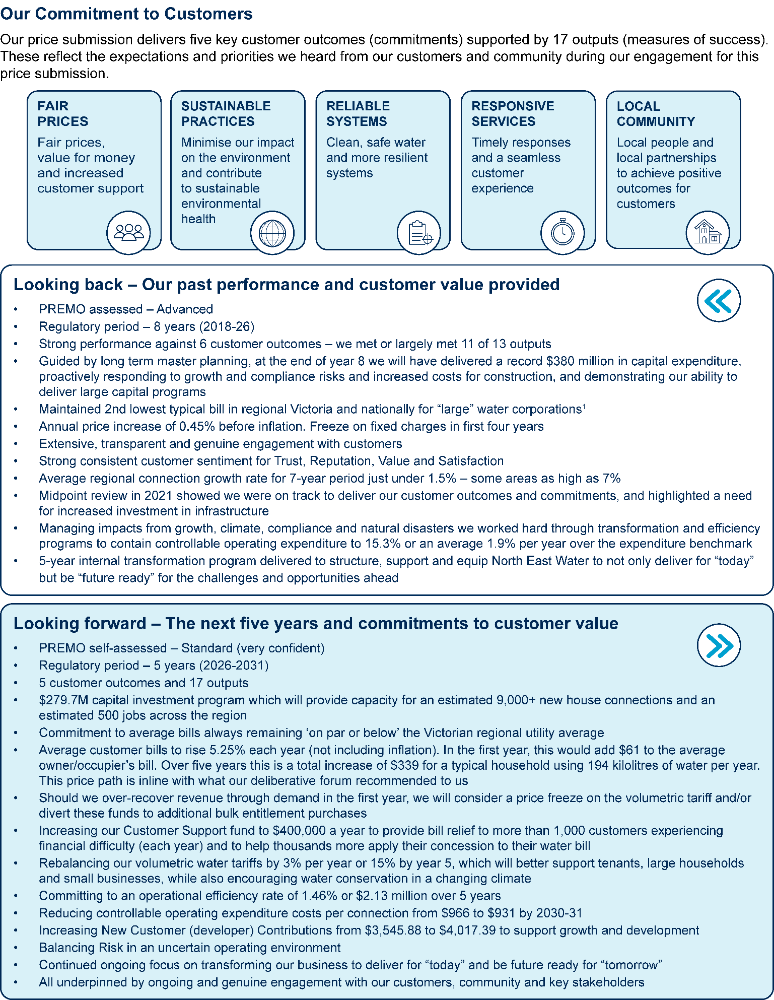 Our Commitment to Customers
Our price submission delivers five key customer outcomes (commitments) supported by 17 outputs (measures of success).
These reflect the expectations and priorities we heard from our customers and community during our engagement for this
price submission.
FAIR
PRICES
Fair prices,
value for money
and increased
customer support
SUSTAINABLE
PRACTICES
Minimise our impact
on the environment
and contribute
to sustainable
environmental
health
RELIABLE
SYSTEMS
Clean, safe water
and more resilient
systems
RESPONSIVE
SERVICES
Timely responses
and a seamless
customer
experience
LOCAL
COMMUNITY
Local people and
local partnerships
to achieve positive
outcomes for
customers
Looking back – Our past performance and customer value provided
• PREMO assessed – Advanced
• Regulatory period – 8 years (2018-26)
• Strong performance against 6 customer outcomes – we met or largely met 11 of 13 outputs
• Guided by long term master planning, at the end of year 8 we will have delivered a record $380 million in capital expenditure,
proactively responding to growth and compliance risks and increased costs for construction, and demonstrating our ability to
deliver large capital programs
• Maintained 2nd lowest typical bill in regional Victoria and nationally for “large” water corporations¹
• Annual price increase of 0.45% before inflation. Freeze on fixed charges in first four years
• Extensive, transparent and genuine engagement with customers
• Strong consistent customer sentiment for Trust, Reputation, Value and Satisfaction
• Average regional connection growth rate for 7-year period just under 1.5% – some areas as high as 7%
• Midpoint review in 2021 showed we were on track to deliver our customer outcomes and commitments, and highlighted a need
for increased investment in infrastructure
• Managing impacts from growth, climate, compliance and natural disasters we worked hard through transformation and efficiency
programs to contain controllable operating expenditure to 15.3% or an average 1.9% per year over the expenditure benchmark
• 5-year internal transformation program delivered to structure, support and equip North East Water to not only deliver for “today”
but be “future ready” for the challenges and opportunities ahead
Looking forward – The next five years and commitments to customer value
• PREMO self-assessed – Standard (very confident)
• Regulatory period – 5 years (2026-2031)
• 5 customer outcomes and 17 outputs
• $279.7M capital investment program which will provide capacity for an estimated 9,000+ new house connections and an
estimated 500 jobs across the region
• Commitment to average bills always remaining ‘on par or below’ the Victorian regional utility average
• Average customer bills to rise 5.25% each year (not including inflation). In the first year, this would add $61 to the average
owner/occupier’s bill. Over five years this is a total increase of $339 for a typical household using 194 kilolitres of water per year.
This price path is inline with what our deliberative forum recommended to us
• Should we over-recover revenue through demand in the first year, we will consider a price freeze on the volumetric tariff and/or
divert these funds to additional bulk entitlement purchases
• Increasing our Customer Support fund to $400,000 a year to provide bill relief to more than 1,000 customers experiencing
financial difficulty (each year) and to help thousands more apply their concession to their water bill
• Rebalancing our volumetric water tariffs by 3% per year or 15% by year 5, which will better support tenants, large households
and small businesses, while also encouraging water conservation in a changing climate
• Committing to an operational efficiency rate of 1.46% or $2.13 million over 5 years
• Reducing controllable operating expenditure costs per connection from $966 to $931 by 2030-31
• Increasing New Customer (developer) Contributions from $3,545.88 to $4,017.39 to support growth and development
• Balancing Risk in an uncertain operating environment
• Continued ongoing focus on transforming our business to deliver for “today” and be future ready for “tomorrow”
• All underpinned by ongoing and genuine engagement with our customers, community and key stakeholders